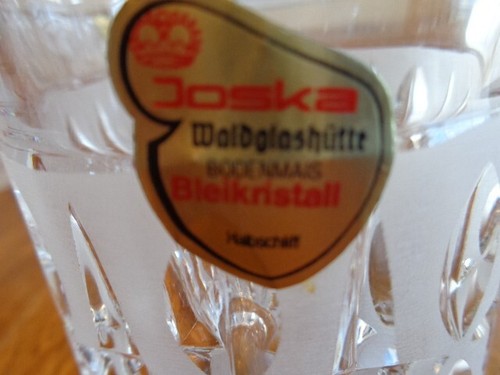 Joska
Waldglashütte
BODENMAIS
Bleikristall
Halbschliff